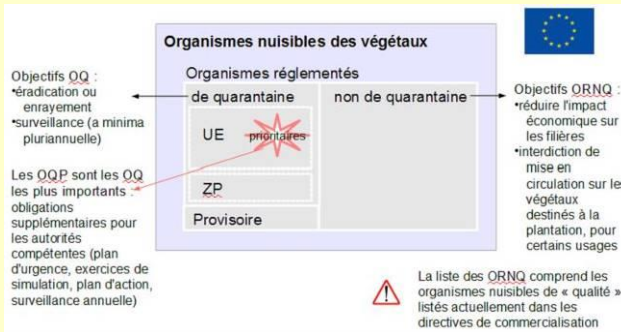 Organismes nuisibles des végétaux
Organismes réglementés
Objectifs OQ :
•éradication ou
enrayement
•surveillance (a minima
pluriannuelle)
de quarantaine
non de quarantaine
UE
prioritaires
ZP
Provisoire
Les OQP sont les OQ
les plus importants :
obligations
supplémentaires pour
les autorités
compétentes (plan
d'urgence, exercices de
simulation, plan d'action,
surveillance annuelle)
Objectifs ORNQ :
•réduire l'impact
économique sur
les filières
•interdiction de
mise en
circulation sur le
végétaux
destinés à la
plantation, pour
certains usages
La liste des ORNQ comprend les
organismes nuisibles de « qualité »
listés actuellement dans les
directives de commercialisation